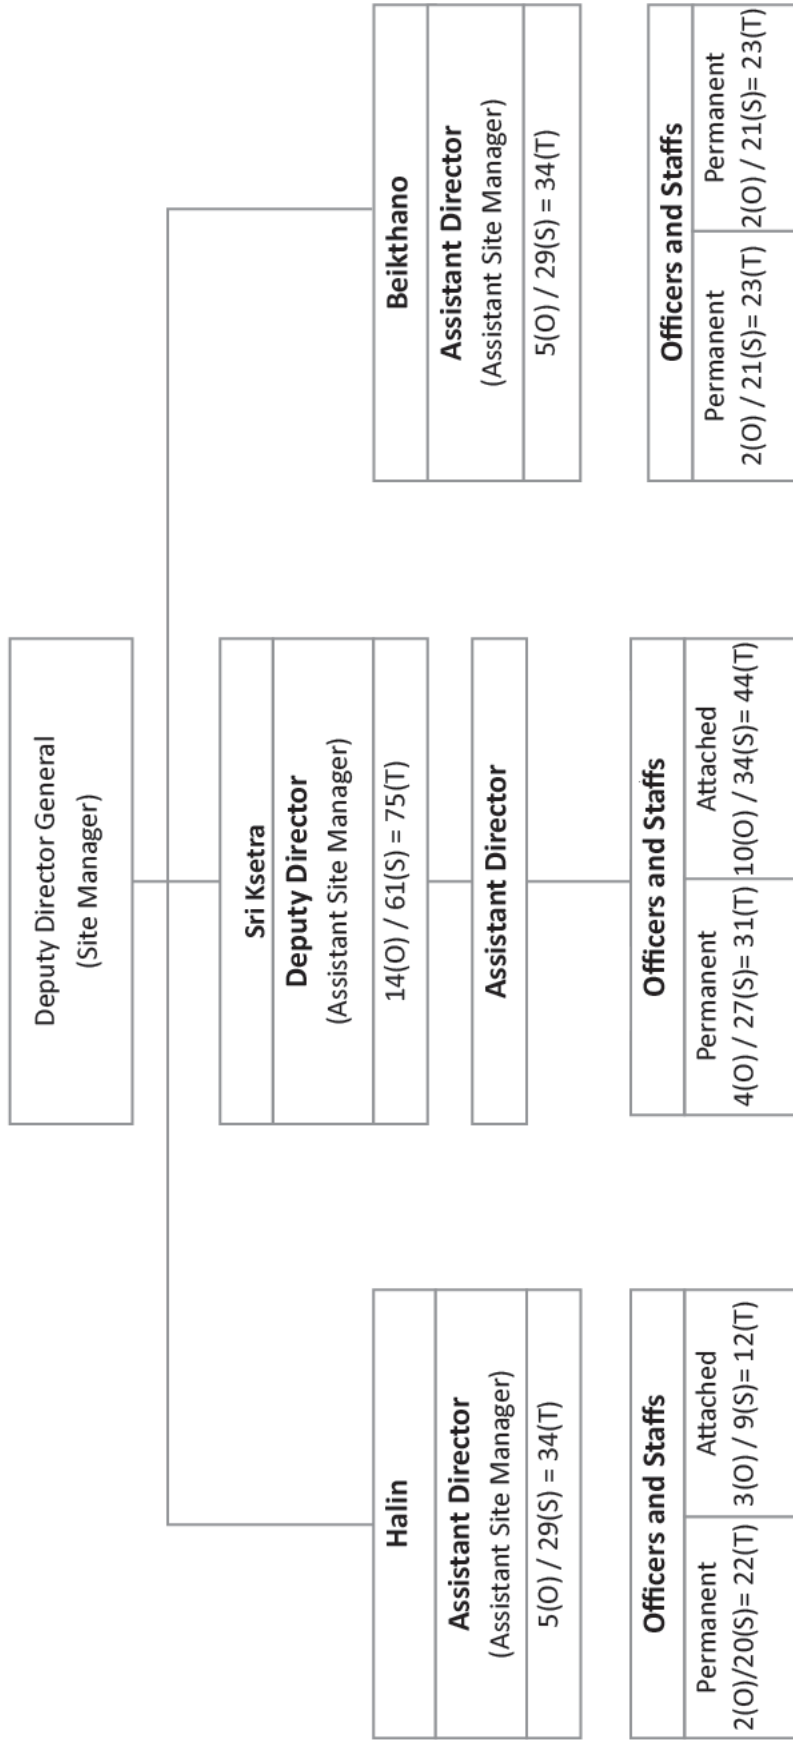 Deputy Director General
(Site Manager)
Halin
Assistant Director
(Assistant Site Manager)
5(O) / 29(S) = 34(T)
Officers and Staffs
Permanent
2(O)/20(S)= 22(T)
Attached
3(O) / 9(S)= 12(T)
Sri Ksetra
Deputy Director
(Assistant Site Manager)
14(O) / 61(S) = 75(T)
Assistant Director
Officers and Staffs
Permanent
4(O) / 27(S)= 31(T)
Attached
10(O) / 34(S)= 44(T)
Beikthano
Assistant Director
(Assistant Site Manager)
5(O) / 29(S) = 34(T)
Officers and Staffs
Permanent
2(O) / 21(S)= 23(T)
Permanent
2(O) / 21(S)= 23(T)